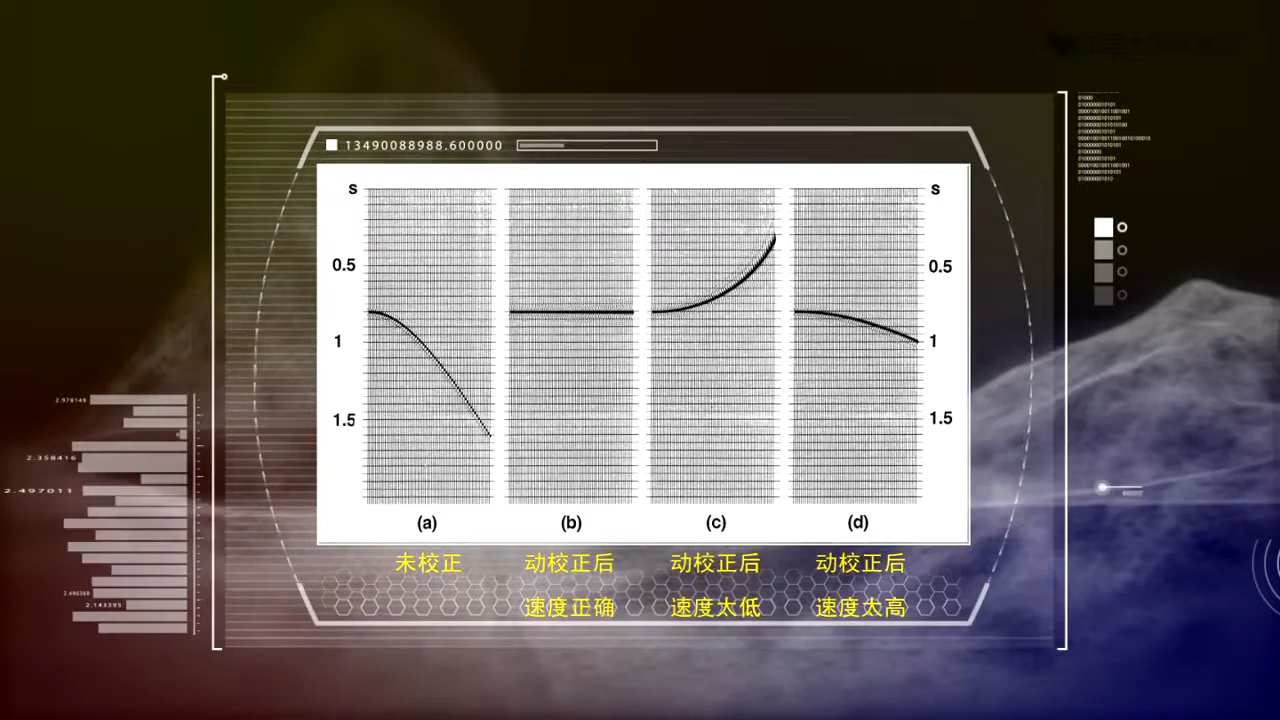 13490088988.600000
s
s
0.5
0.5
1
1
1.5
1.5
(a)
(b)
(c)
(d)
未校正
动校正后
动校正后
动校正后
速度正确
速度太低
速度太高
2.978149
2.358416
2.497011
2.490369
2.143395